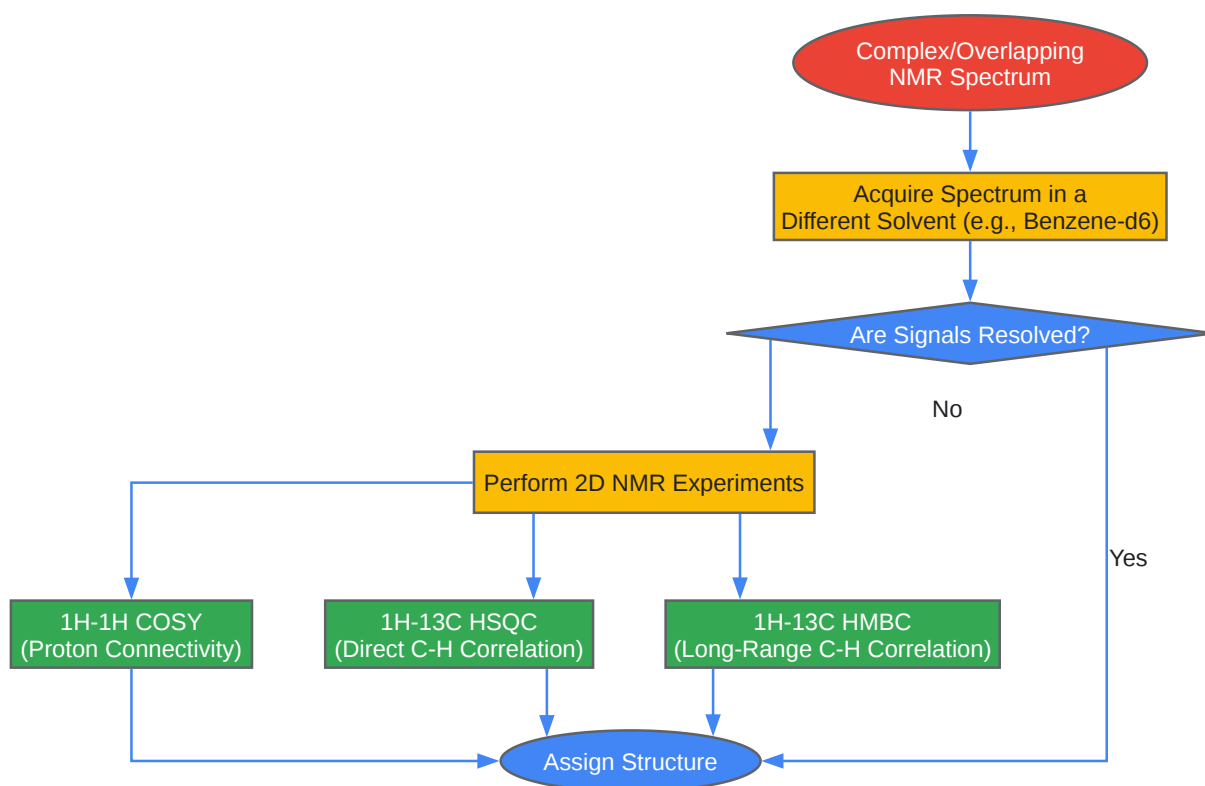 Complex/Overlapping
NMR Spectrum
Acquire Spectrum in a
Different Solvent (e.g., Benzene-d6)
Are Signals Resolved?
No
Perform 2D NMR Experiments
Yes
1H-1H COSY
(Proton Connectivity)
1H-13C HSQC
(Direct C-H Correlation)
1H-13C HMBC
(Long-Range C-H Correlation)
Assign Structure